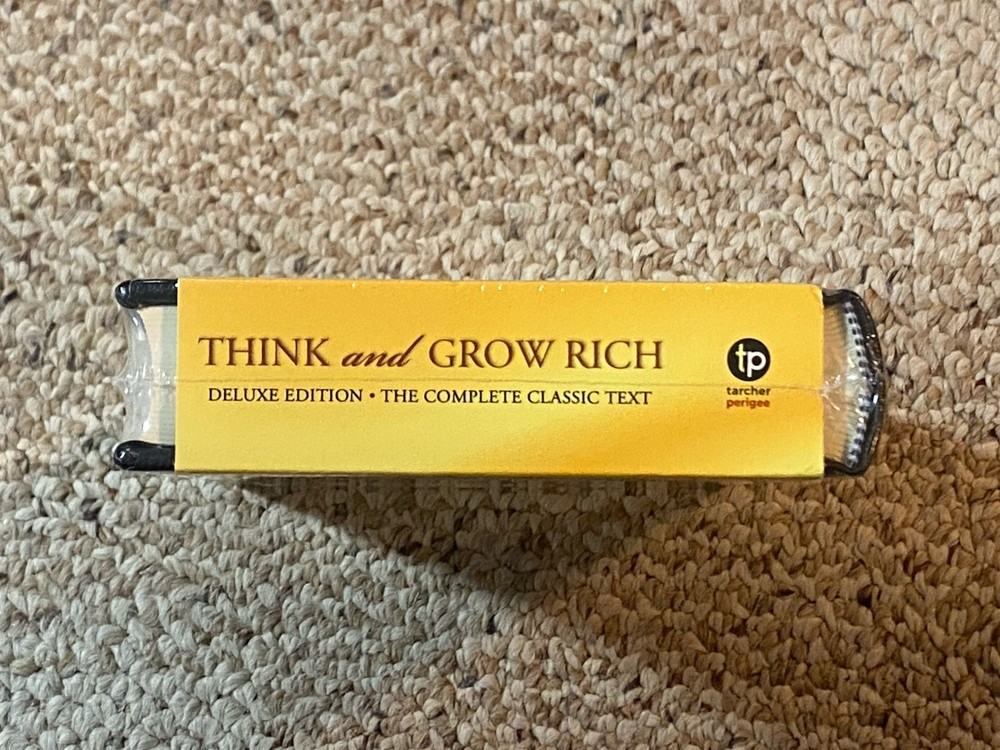 THINK and GROW RICH
DELUXE EDITION • THE COMPLETE CLASSIC TEXT
tp
tarcher
perigee